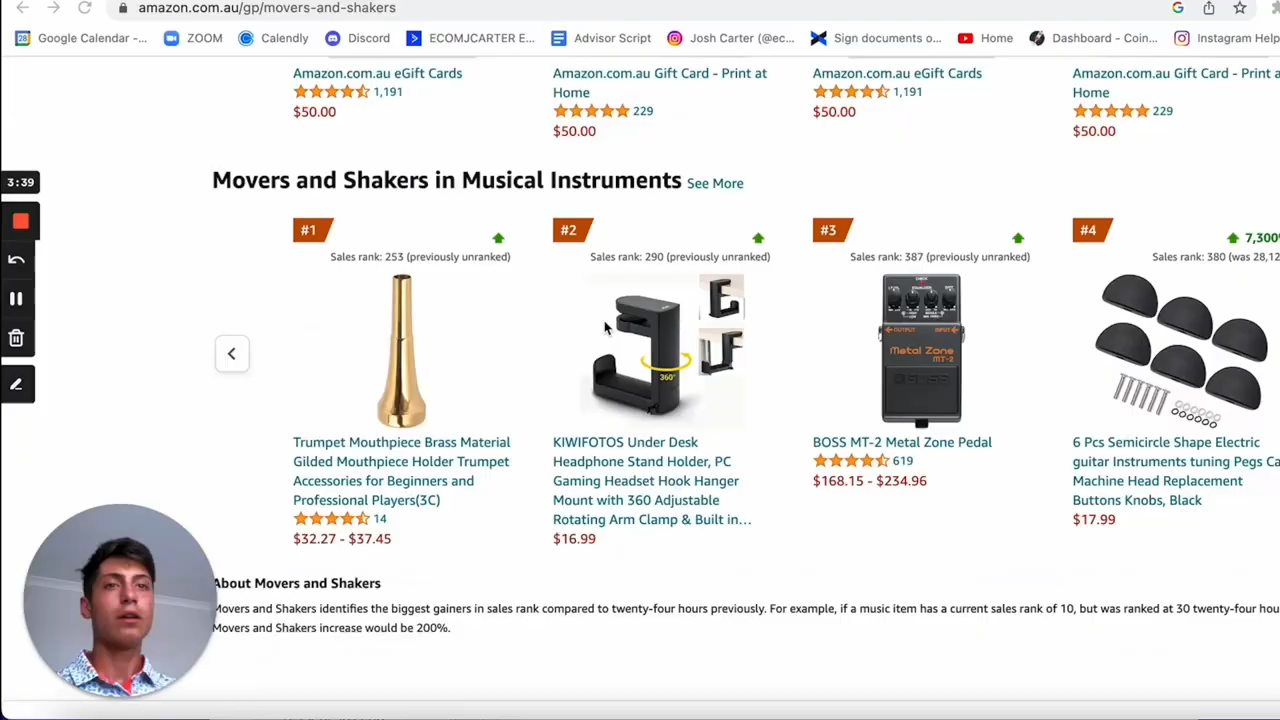 amazon.com.au/gp/movers-and-shakers
Google Calendar -... ZOOM Calendly Discord ECOMJCARTER E... Advisor Script Josh Carter (@ec... Sign documents o... Home Dashboard - Coin... Instagram Help
Amazon.com.au eGift Cards
1,191
$50.00
Amazon.com.au Gift Card - Print at
Home
229
$50.00
Amazon.com.au eGift Cards
1,191
$50.00
Amazon.com.au Gift Card - Print a
Home
229
$50.00
3:39
Movers and Shakers in Musical Instruments See More
#1
Sales rank: 253 (previously unranked)
Trumpet Mouthpiece Brass Material
Gilded Mouthpiece Holder Trumpet
Accessories for Beginners and
Professional Players(3C)
14
$32.27 - $37.45
#2
Sales rank: 290 (previously unranked)
360°
KIWIFOTOS Under Desk
Headphone Stand Holder, PC
Gaming Headset Hook Hanger
Mount with 360 Adjustable
Rotating Arm Clamp & Built in...
$16.99
#3
Sales rank: 387 (previously unranked)
OUTPUT INPUT
Metal Zone
MT-2
BOSS
BOSS MT-2 Metal Zone Pedal
619
$168.15 - $234.96
#4
7,300%
Sales rank: 380 (was 28,12
6 Pcs Semicircle Shape Electric
guitar Instruments tuning Pegs Ca
Machine Head Replacement
Buttons Knobs, Black
$17.99
About Movers and Shakers
Movers and Shakers identifies the biggest gainers in sales rank compared to twenty-four hours previously. For example, if a music item has a current sales rank of 10, but was ranked at 30 twenty-four hou
Movers and Shakers increase would be 200%.